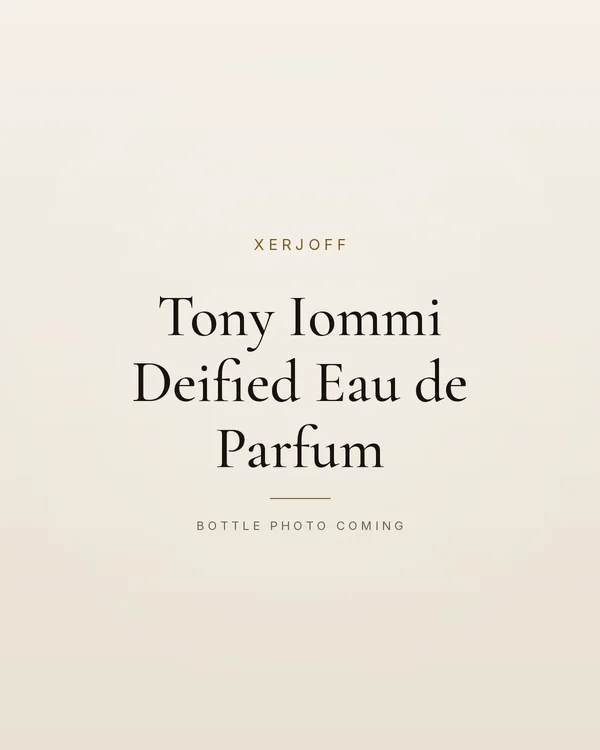 XERJOFF
Tony Iommi
Deified Eau de
Parfum
BOTTLE PHOTO COMING